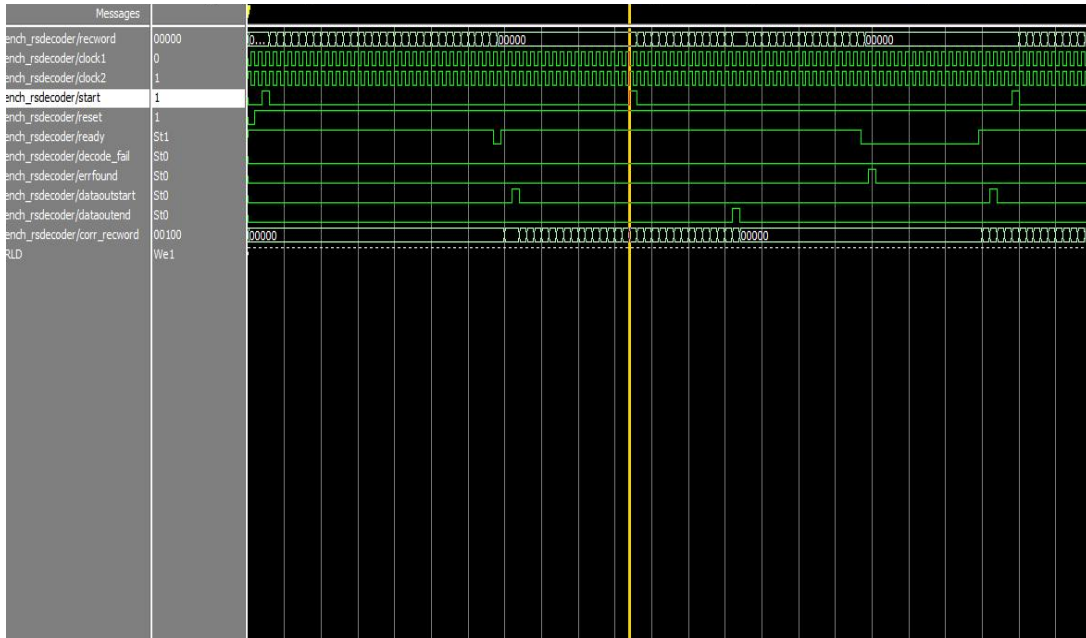 Messages
ench_rsdecoder/recword 00000 0... 00000 00000
ench_rsdecoder/clock1 0
ench_rsdecoder/clock2 1
ench_rsdecoder/start 1
ench_rsdecoder/reset 1
ench_rsdecoder/ready St1
ench_rsdecoder/decode_fail St0
ench_rsdecoder/errfound St0
ench_rsdecoder/dataoutstart St0
ench_rsdecoder/dataoutend St0
ench_rsdecoder/corr_recword 00100 00000 00000
RLD We1